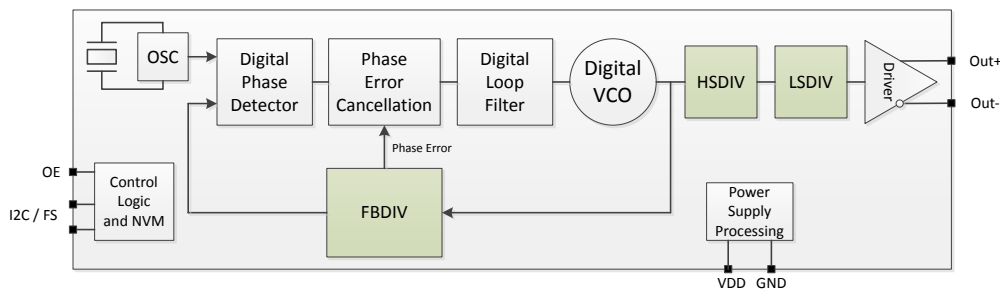 OSC
Digital
Phase
Detector
Phase
Error
Cancellation
Digital
Loop
Filter
Digital
VCO
HSDIV
LSDIV
Driver
Out+
Out-
Phase Error
FBDIV
OE
I2C / FS
Control
Logic
and NVM
Power
Supply
Processing
VDD GND